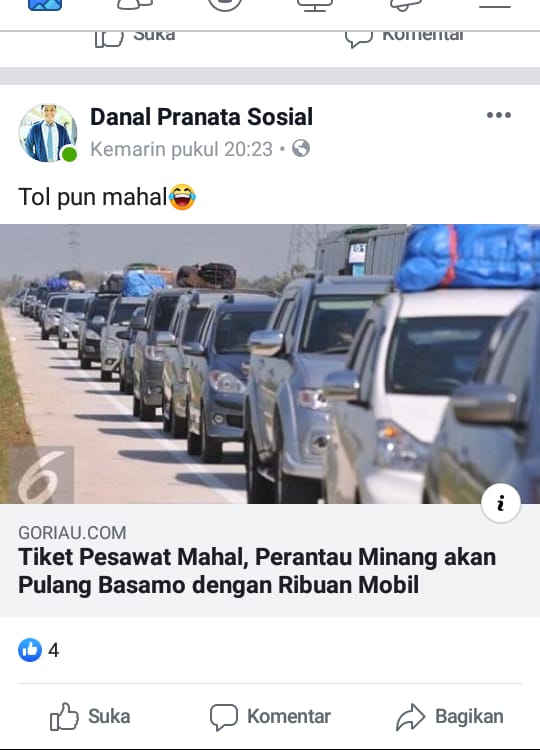 Suka Komentar
Danal Pranata Sosial
Kemarin pukul 20:23
Tol pun mahal😂
6
GORIAU.COM
Tiket Pesawat Mahal, Perantau Minang akan
Pulang Basamo dengan Ribuan Mobil
4
Suka Komentar Bagikan